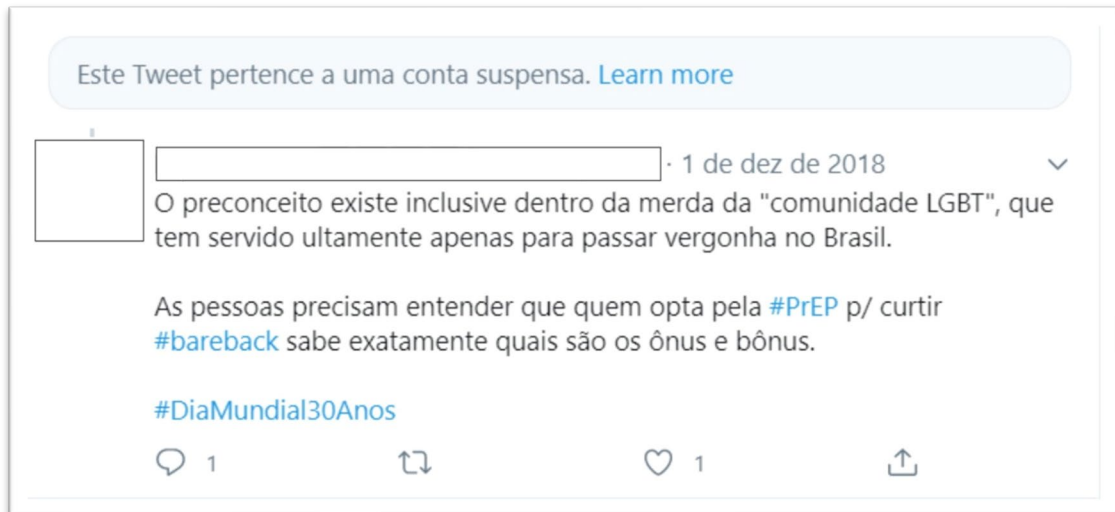 Este Tweet pertence a uma conta suspensa. Learn more
· 1 de dez de 2018
O preconceito existe inclusive dentro da merda da "comunidade LGBT", que
tem servido ultamente apenas para passar vergonha no Brasil.
As pessoas precisam entender que quem opta pela #PrEP p/ curtir
#bareback sabe exatamente quais são os ônus e bônus.
#DiaMundial30Anos
1 1